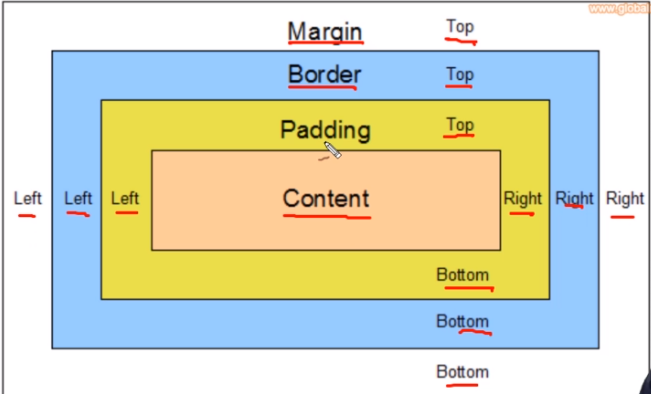 www.global
Margin Top
Border Top
Padding Top
Left Left Left Content Right Right Right
Bottom
Bottom
Bottom